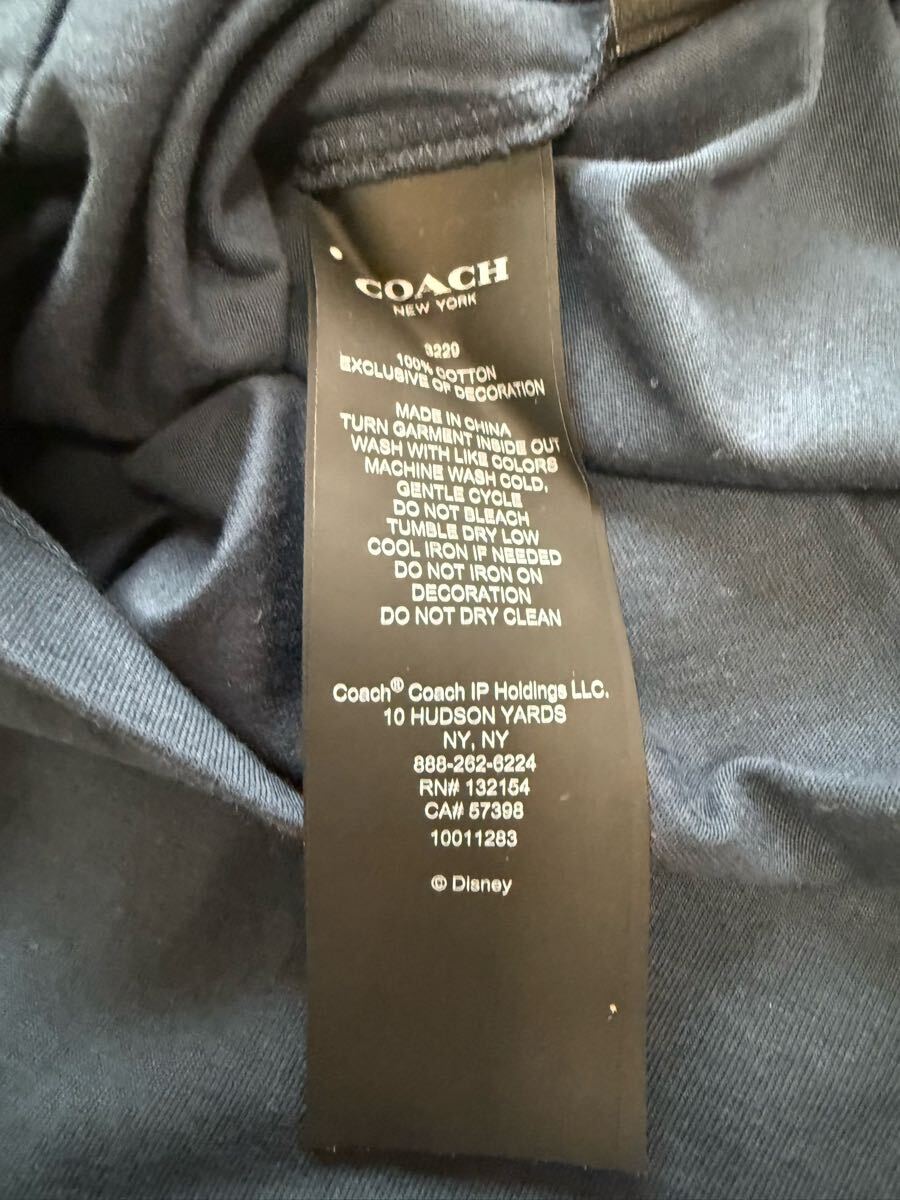 COACH
NEW YORK
9220
100% COTTON
EXCLUSIVE OF DECORATION
MADE IN CHINA
TURN GARMENT INSIDE OUT
WASH WITH LIKE COLORS
MACHINE WASH COLD,
GENTLE CYCLE
DO NOT BLEACH
TUMBLE DRY LOW
COOL IRON IF NEEDED
DO NOT IRON ON
DECORATION
DO NOT DRY CLEAN
Coach® Coach IP Holdings LLC.
10 HUDSON YARDS
NY, NY
888-262-6224
RN# 132154
CA# 57398
10011283
© Disney